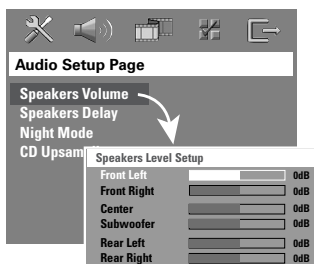 Audio Setup Page
Speakers Volume
Speakers Delay
Night Mode
CD Upsam
Speakers Level Setup
Front Left 0dB
Front Right 0dB
Center 0dB
Subwoofer 0dB
Rear Left 0dB
Rear Right 0dB